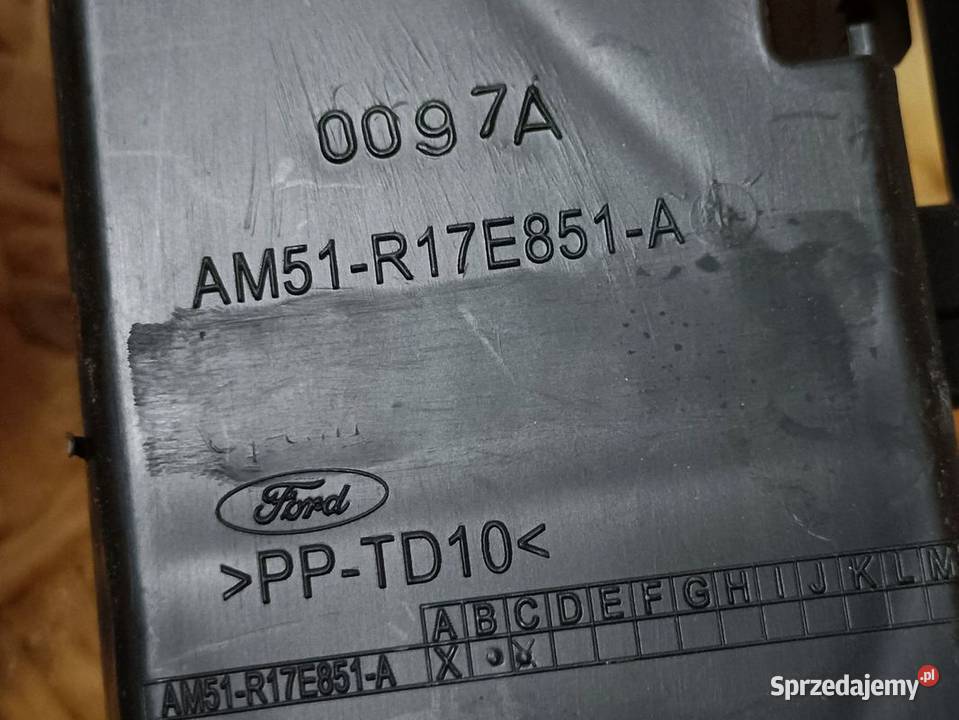 0097A
AM51-R17E851-A
Ford
>PP-TD10<
A B C D E F G H I J K L M
X
AM51-R17E851-A
Sprzedajemy.pl